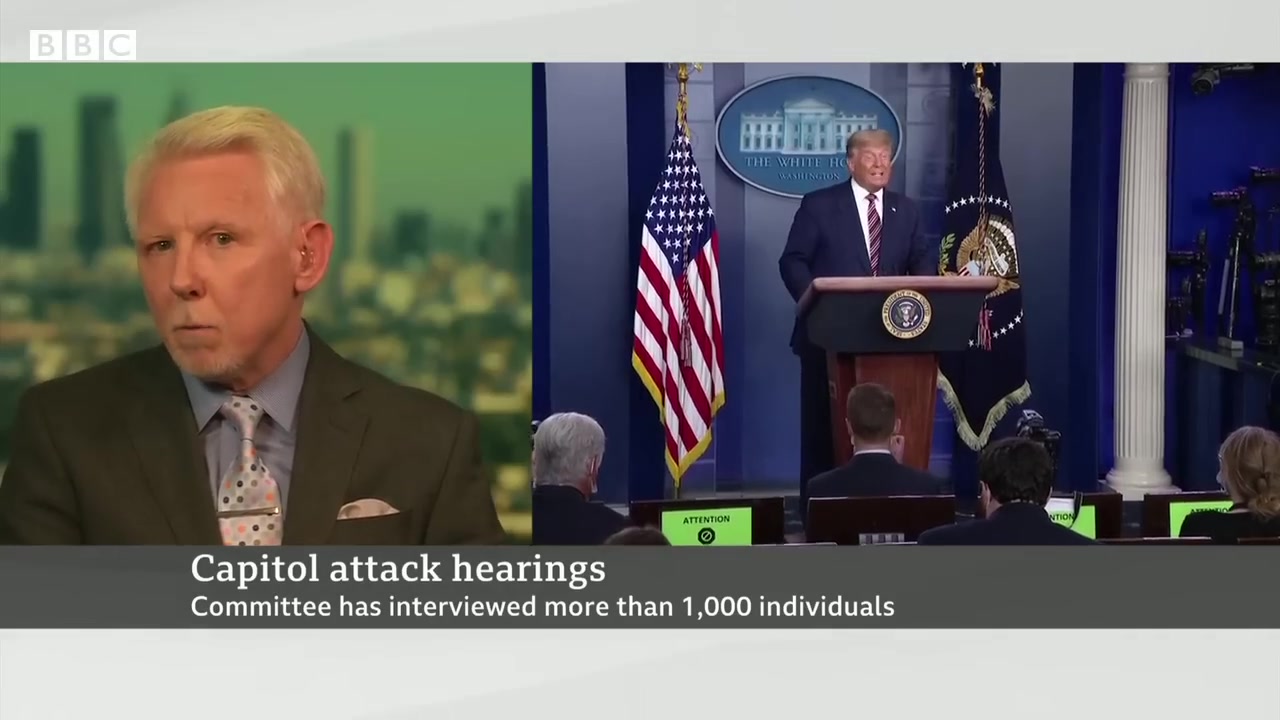 BBC
THE WHITE HO
WASHINGTON
ATTENTION
Capitol attack hearings
Committee has interviewed more than 1,000 individuals